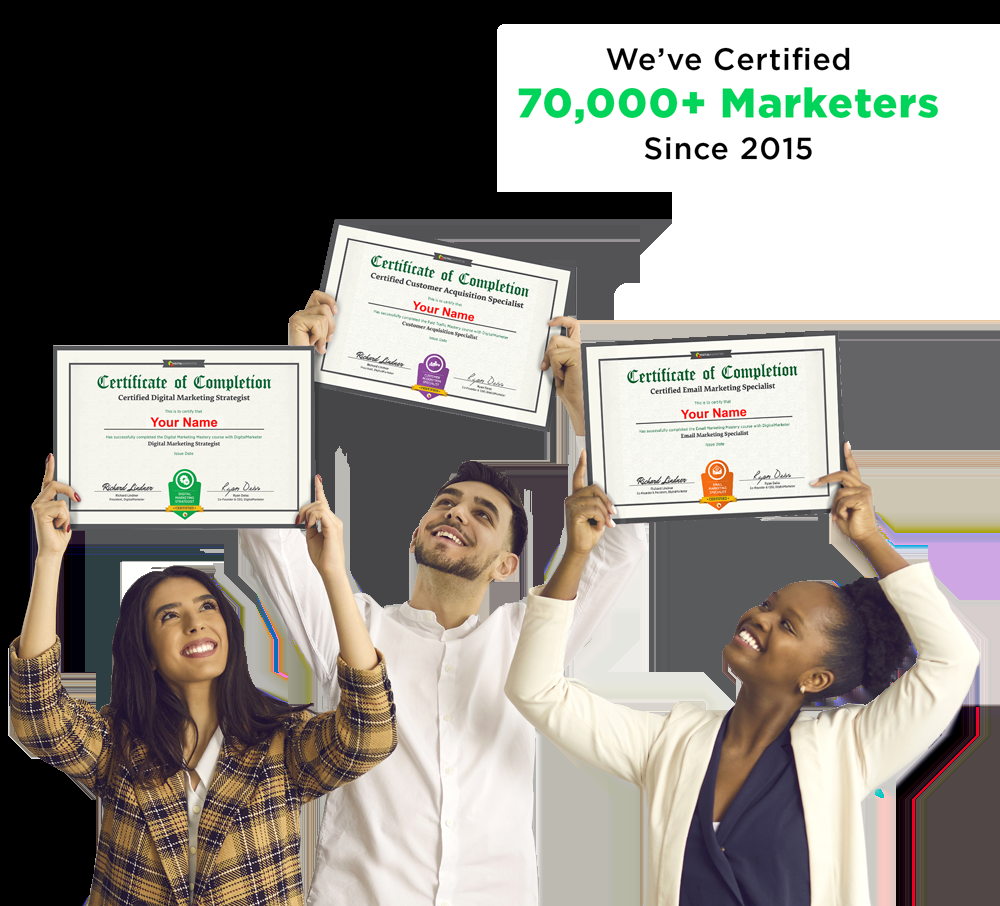 We've Certified
70,000+ Marketers
Since 2015
Certificate of Completion
Certified Customer Acquisition Specialist
This is to certify that
Your Name
Has successfully completed the Paid Traffic Mastery course with DigitalMarketer
Customer Acquisition Specialist
Issue Date
Richard Lindner
Ryan Deiss
Richard Lindner
President, DigitalMarketer
Ryan Deiss
Co-Founder & CEO, DigitalMarketer
CUSTOMER
ACQUISITION
SPECIALIST
CERTIFIED
Certificate of Completion
Certified Digital Marketing Strategist
This is to certify that
Your Name
Has successfully completed the Digital Marketing Mastery course with DigitalMarketer
Digital Marketing Strategist
Issue Date
Richard Lindner
Ryan Deiss
Richard Lindner
President, DigitalMarketer
Ryan Deiss
Co-Founder & CEO, DigitalMarketer
DIGITAL
MARKETING
STRATEGIST
CERTIFIED
Certificate of Completion
Certified Email Marketing Specialist
This is to certify that
Your Name
Has successfully completed the Email Marketing Mastery course with DigitalMarketer
Email Marketing Specialist
Issue Date
Richard Lindner
Ryan Deiss
Richard Lindner
Co-Founder & President, DigitalMarketer
Ryan Deiss
Co-Founder & CEO, DigitalMarketer
EMAIL
MARKETING
SPECIALIST
CERTIFIED